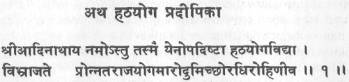 अथ हठयोग प्रदीपिका
श्रीआदिनाथाय नमोऽस्तु तस्मै येनोपदिष्टा हठयोगविद्या ।
विभ्राजते प्रोन्नतराजयोगमारोढुमिच्छोरधिरोहिणीव ॥ १ ॥